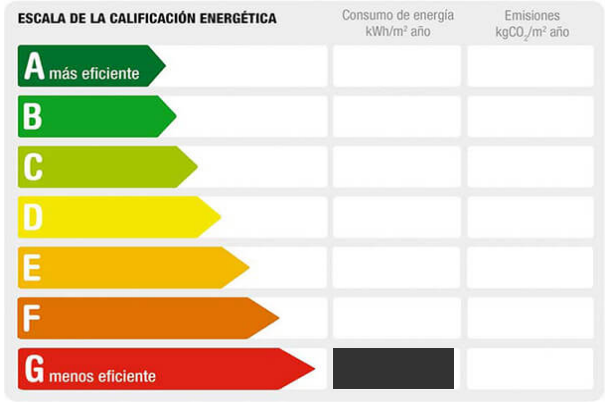 ESCALA DE LA CALIFICACIÓN ENERGÉTICA
Consumo de energía
kWh/m² año
Emisiones
kgCO₂/m² año
A más eficiente
B
C
D
E
F
G menos eficiente